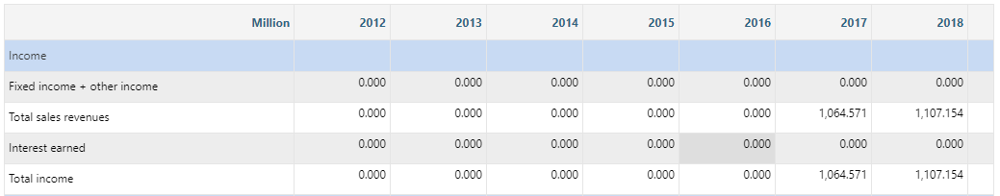 Million 2012 2013 2014 2015 2016 2017 2018
Income
Fixed income + other income 0.000 0.000 0.000 0.000 0.000 0.000 0.000
Total sales revenues 0.000 0.000 0.000 0.000 0.000 1,064.571 1,107.154
Interest earned 0.000 0.000 0.000 0.000 0.000 0.000 0.000
Total income 0.000 0.000 0.000 0.000 0.000 1,064.571 1,107.154